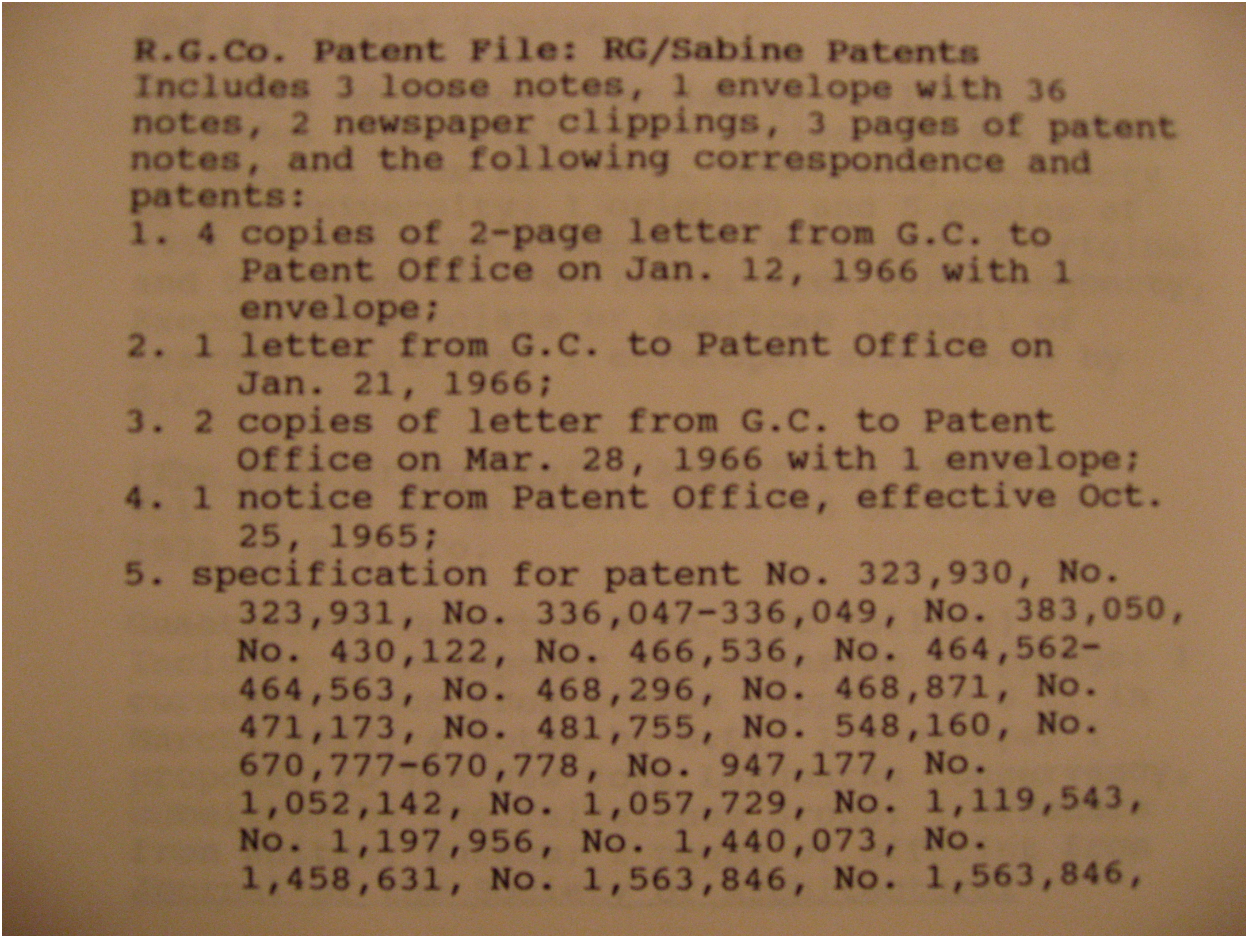 R.G.Co. Patent File: RG/Sabine Patents
Includes 3 loose notes, 1 envelope with 36
notes, 2 newspaper clippings, 3 pages of patent
notes, and the following correspondence and
patents:
1. 4 copies of 2-page letter from G.C. to
Patent Office on Jan. 12, 1966 with 1
envelope;
2. 1 letter from G.C. to Patent Office on
Jan. 21, 1966;
3. 2 copies of letter from G.C. to Patent
Office on Mar. 28, 1966 with 1 envelope;
4. 1 notice from Patent Office, effective Oct.
25, 1965;
5. specification for patent No. 323,930, No.
323,931, No. 336,047-336,049, No. 383,050,
No. 430,122, No. 466,536, No. 464,562-
464,563, No. 468,296, No. 468,871, No.
471,173, No. 481,755, No. 548,160, No.
670,777-670,778, No. 947,177, No.
1,052,142, No. 1,057,729, No. 1,119,543,
No. 1,197,956, No. 1,440,073, No.
1,458,631, No. 1,563,846, No. 1,563,846,